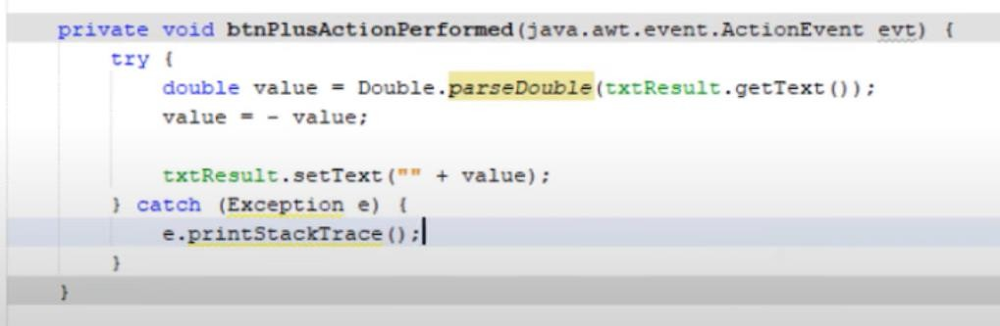 private void btnPlusActionPerformed(java.awt.event.ActionEvent evt) {
try {
double value = Double.parseDouble(txtResult.getText());
value = - value;
txtResult.setText("" + value);
} catch (Exception e) {
e.printStackTrace();
}
}